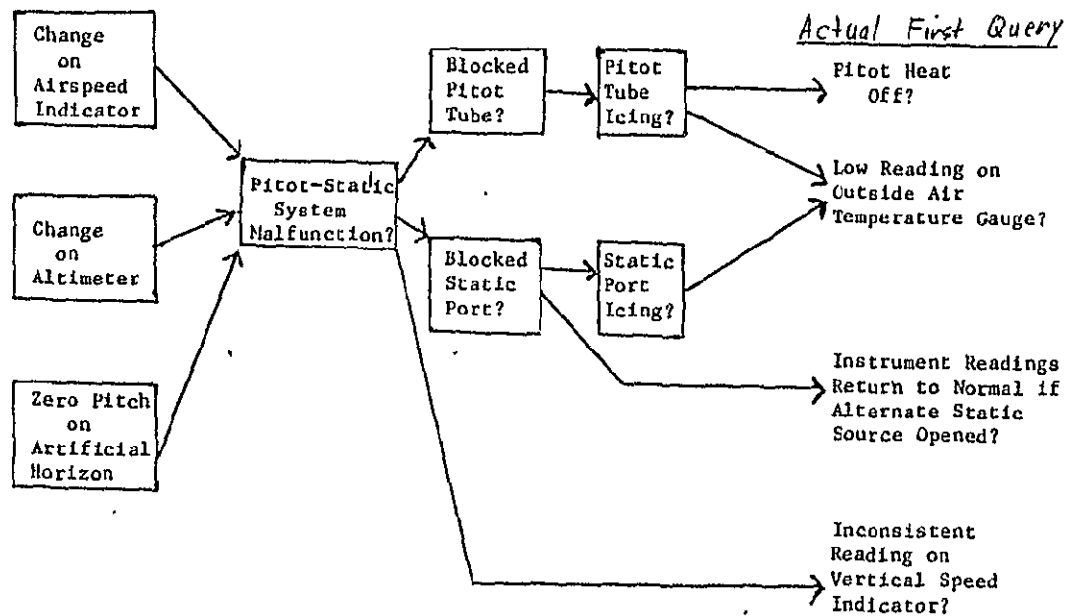 Actual First Query
Change
on
Airspeed
Indicator
Change
on
Altimeter
Zero Pitch
on
Artificial
Horizon
Pitot-Static
System
Malfunction?
Blocked
Pitot
Tube?
Blocked
Static
Port?
Pitot
Tube
Icing?
Static
Port
Icing?
Pitot Heat
Off?
Low Reading on
Outside Air
Temperature Gauge?
Instrument Readings
Return to Normal if
Alternate Static
Source Opened?
Inconsistent
Reading on
Vertical Speed
Indicator?